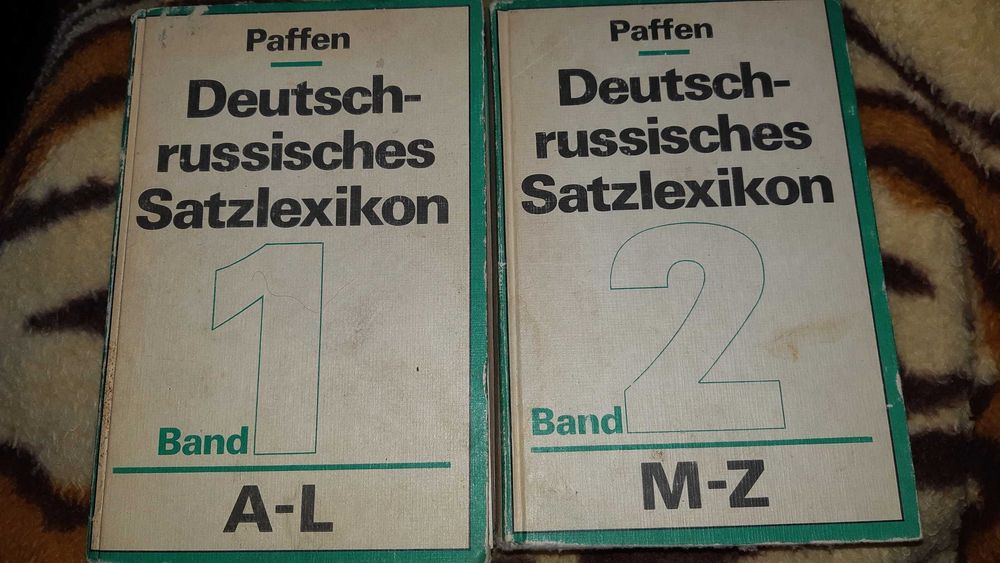 Paffen
Deutsch-
russisches
Satzlexikon
1
Band
A-L
Paffen
Deutsch-
russisches
Satzlexikon
2
Band
M-Z